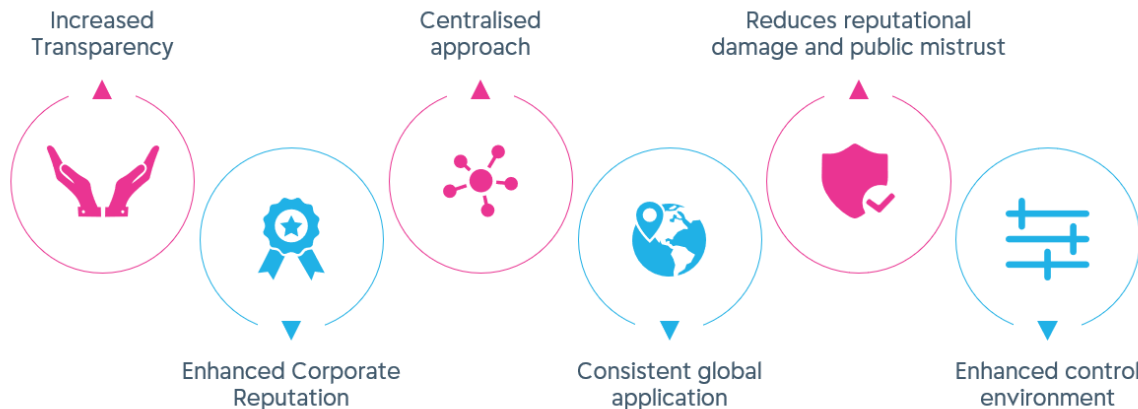 Increased
Transparency
Centralised
approach
Reduces reputational
damage and public mistrust
Enhanced Corporate
Reputation
Consistent global
application
Enhanced control
environment